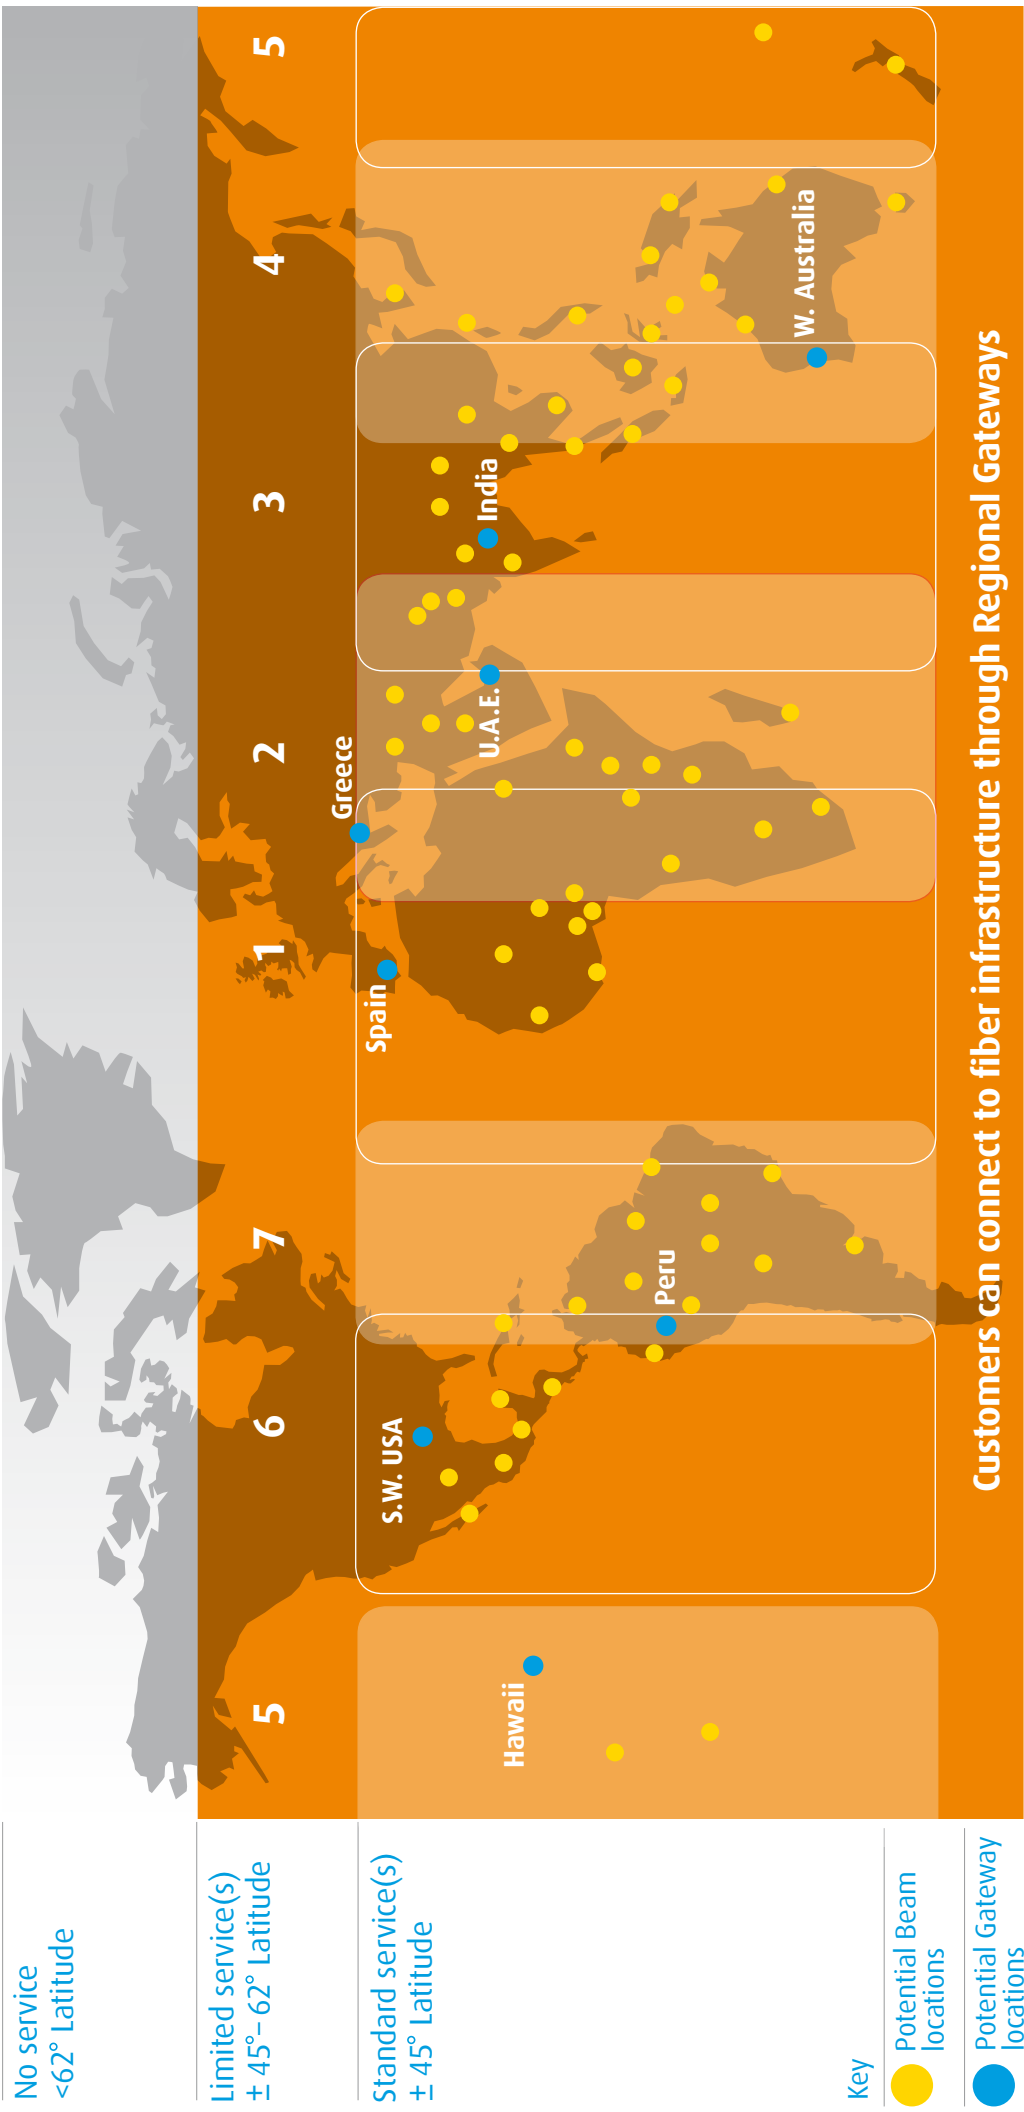 No service
<62° Latitude
Limited service(s)
± 45°– 62° Latitude
Standard service(s)
± 45° Latitude
Key
Potential Beam
locations
Potential Gateway
locations
5
6
7
1
2
3
4
5
Hawaii
S.W. USA
Peru
Spain
Greece
U.A.E.
India
W. Australia
Customers can connect to fiber infrastructure through Regional Gateways